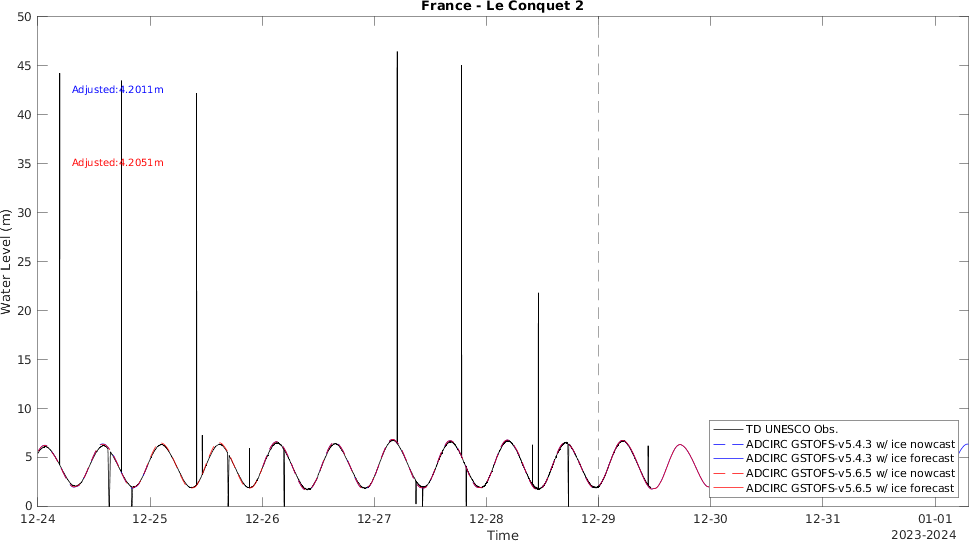 France - Le Conquet 2
50
45
40
35
30
25
20
15
10
5
0
Water Level (m)
Adjusted:4.2011m
Adjusted:4.2051m
TD UNESCO Obs.
ADCIRC GSTOFS-v5.4.3 w/ ice nowcast
ADCIRC GSTOFS-v5.4.3 w/ ice forecast
ADCIRC GSTOFS-v5.6.5 w/ ice nowcast
ADCIRC GSTOFS-v5.6.5 w/ ice forecast
12-24 12-25 12-26 12-27 12-28 12-29 12-30 12-31 01-01
Time
2023-2024